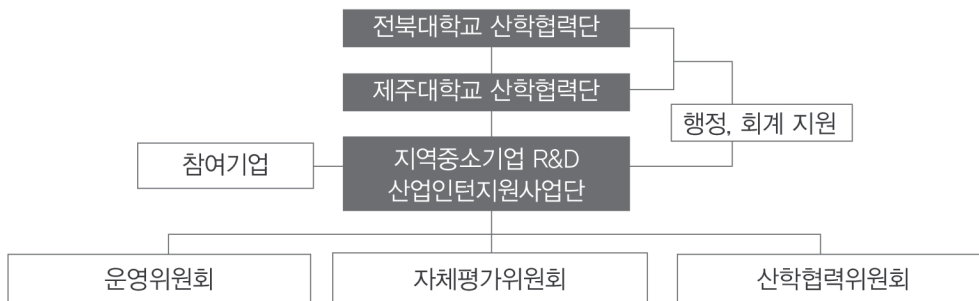 전북대학교 산학협력단
제주대학교 산학협력단
행정, 회계 지원
참여기업
지역중소기업 R&D
산업인턴지원사업단
운영위원회
자체평가위원회
산학협력위원회